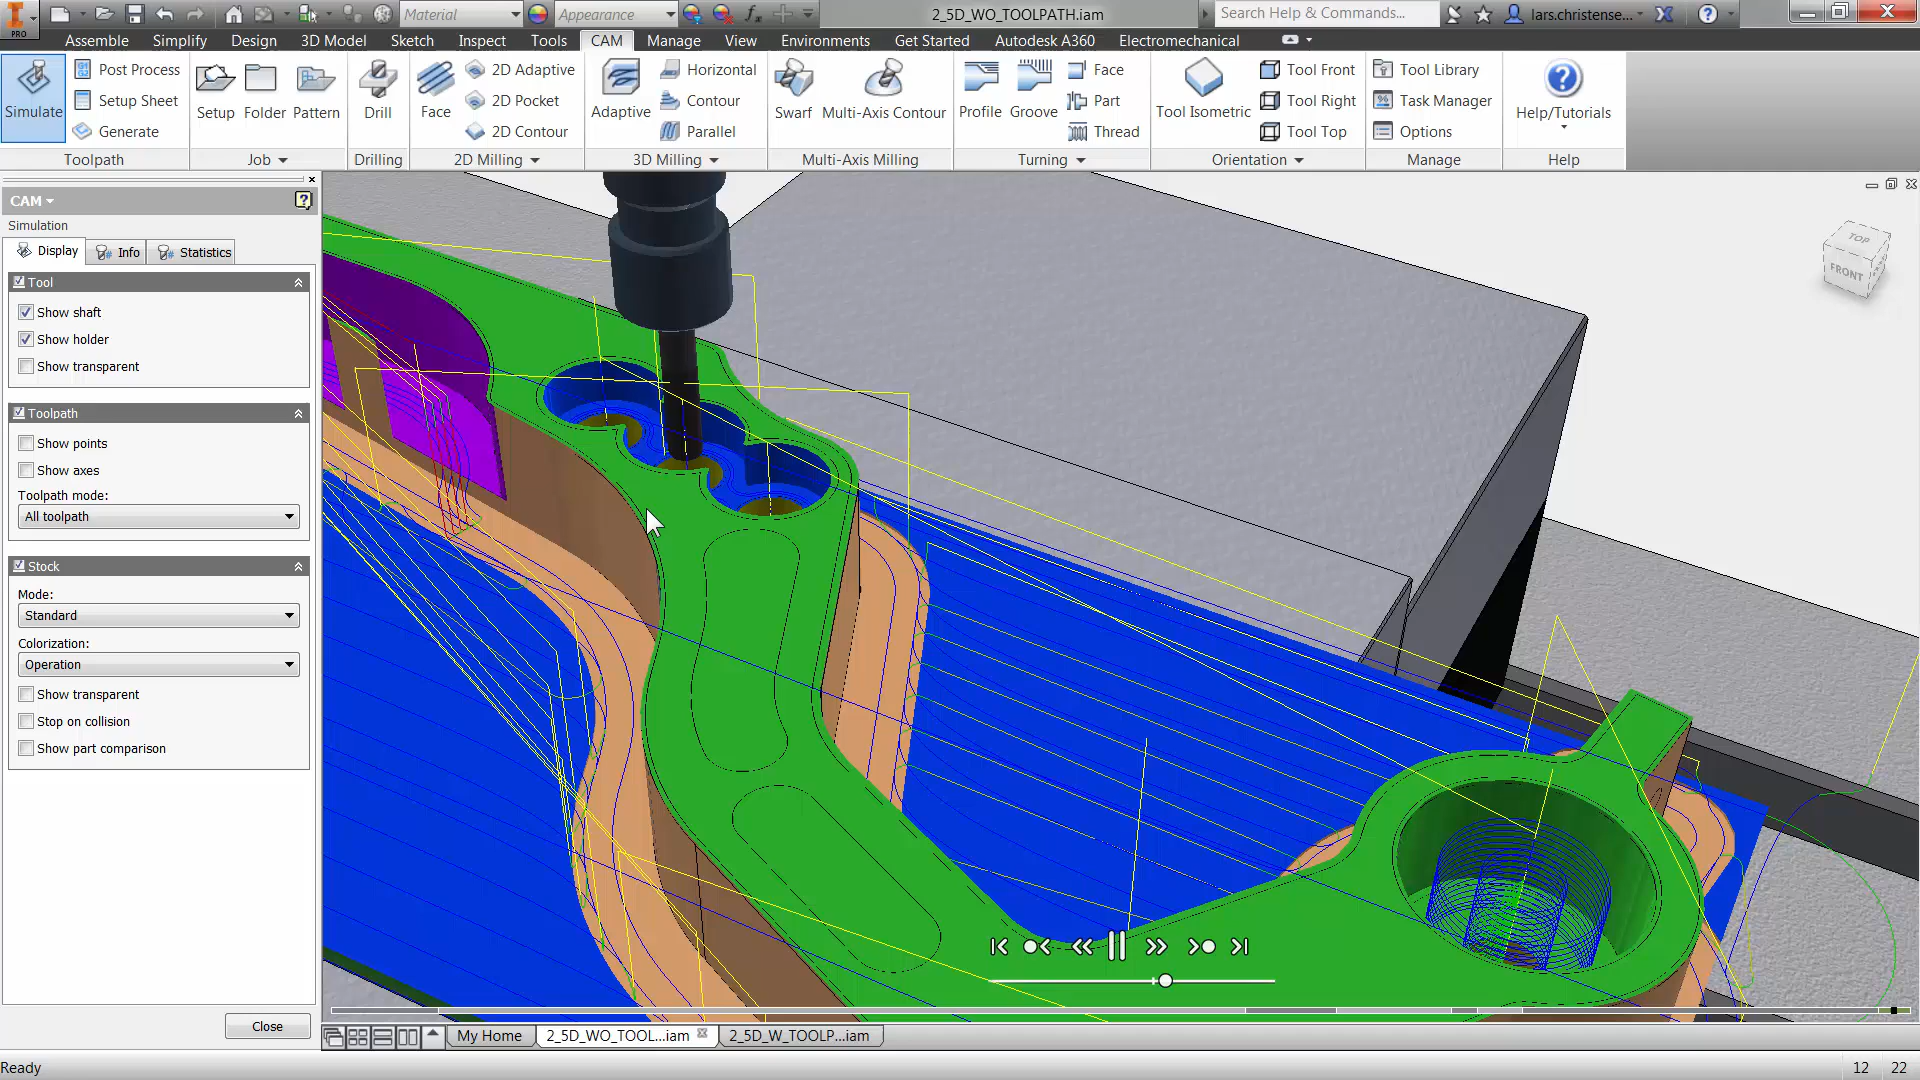 PRO
Material
Appearance
2_5D_WO_TOOLPATH.iam
Search Help & Commands...
lars.christense...
Assemble Simplify Design 3D Model Sketch Inspect Tools CAM Manage View Environments Get Started Autodesk A360 Electromechanical
Simulate
Post Process
Setup Sheet
Generate
Toolpath
Setup Folder Pattern
Job
Drill
Drilling
Face
2D Adaptive
2D Pocket
2D Contour
2D Milling
Adaptive
Horizontal
Contour
Parallel
3D Milling
Swarf Multi-Axis Contour
Multi-Axis Milling
Profile Groove
Face
Part
Thread
Turning
Tool Isometric
Tool Front
Tool Right
Tool Top
Orientation
Tool Library
Task Manager
Options
Manage
Help/Tutorials
Help
CAM
Simulation
Display Info Statistics
Tool
Show shaft
Show holder
Show transparent
Toolpath
Show points
Show axes
Toolpath mode:
All toolpath
Stock
Mode:
Standard
Colorization:
Operation
Show transparent
Stop on collision
Show part comparison
Close
TOP
FRONT
My Home 2_5D_WO_TOOL...iam 2_5D_W_TOOLP...iam
Ready
12 22